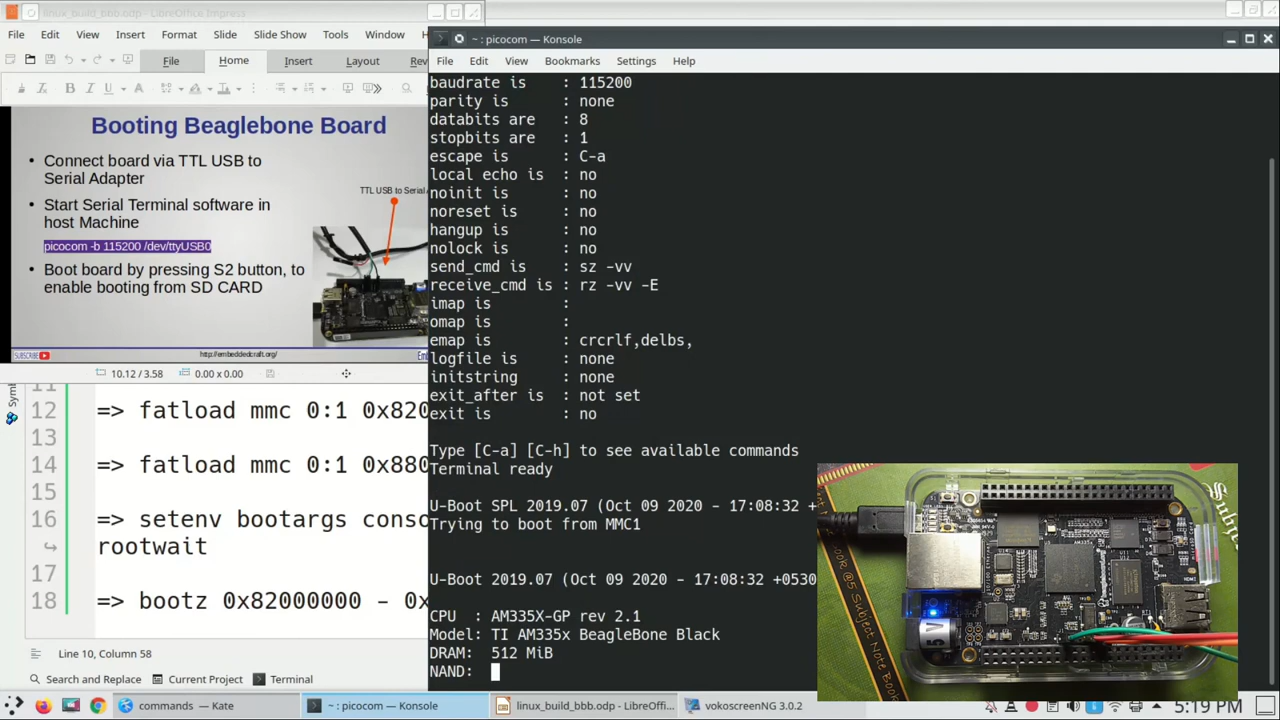 linux_build_bbb.odp - LibreOffice Impress
File Edit View Insert Format Slide Slide Show Tools Window
File Home Insert Layout Rev
Booting Beaglebone Board
• Connect board via TTL USB to
Serial Adapter
• Start Serial Terminal software in
host Machine
picocom -b 115200 /dev/ttyUSB0
• Boot board by pressing S2 button, to
enable booting from SD CARD
TTL USB to Serial A
SUBSCRIBE
http://embeddedcraft.org/
10.12 / 3.58 0.00 x 0.00
11
12 => fatload mmc 0:1 0x820
13
14 => fatload mmc 0:1 0x880
15
16 => setenv bootargs conso
rootwait
17
18 => bootz 0x82000000 - 0x
Line 10, Column 58
Search and Replace Current Project Terminal
~ : picocom — Konsole
File Edit View Bookmarks Settings Help
baudrate is : 115200
parity is : none
databits are : 8
stopbits are : 1
escape is : C-a
local echo is : no
noinit is : no
noreset is : no
hangup is : no
nolock is : no
send_cmd is : sz -vv
receive_cmd is : rz -vv -E
imap is :
omap is :
emap is : crcrlf,delbs,
logfile is : none
initstring : none
exit_after is : not set
exit is : no
Type [C-a] [C-h] to see available commands
Terminal ready
U-Boot SPL 2019.07 (Oct 09 2020 - 17:08:32 +
Trying to boot from MMC1
U-Boot 2019.07 (Oct 09 2020 - 17:08:32 +0530
CPU : AM335X-GP rev 2.1
Model: TI AM335x BeagleBone Black
DRAM: 512 MiB
NAND:
5V
HDMI
@5 Subject Note Book
commands — Kate
~ : picocom — Konsole
linux_build_bbb.odp - LibreOffi...
vokoscreenNG 3.0.2
5:19 PM